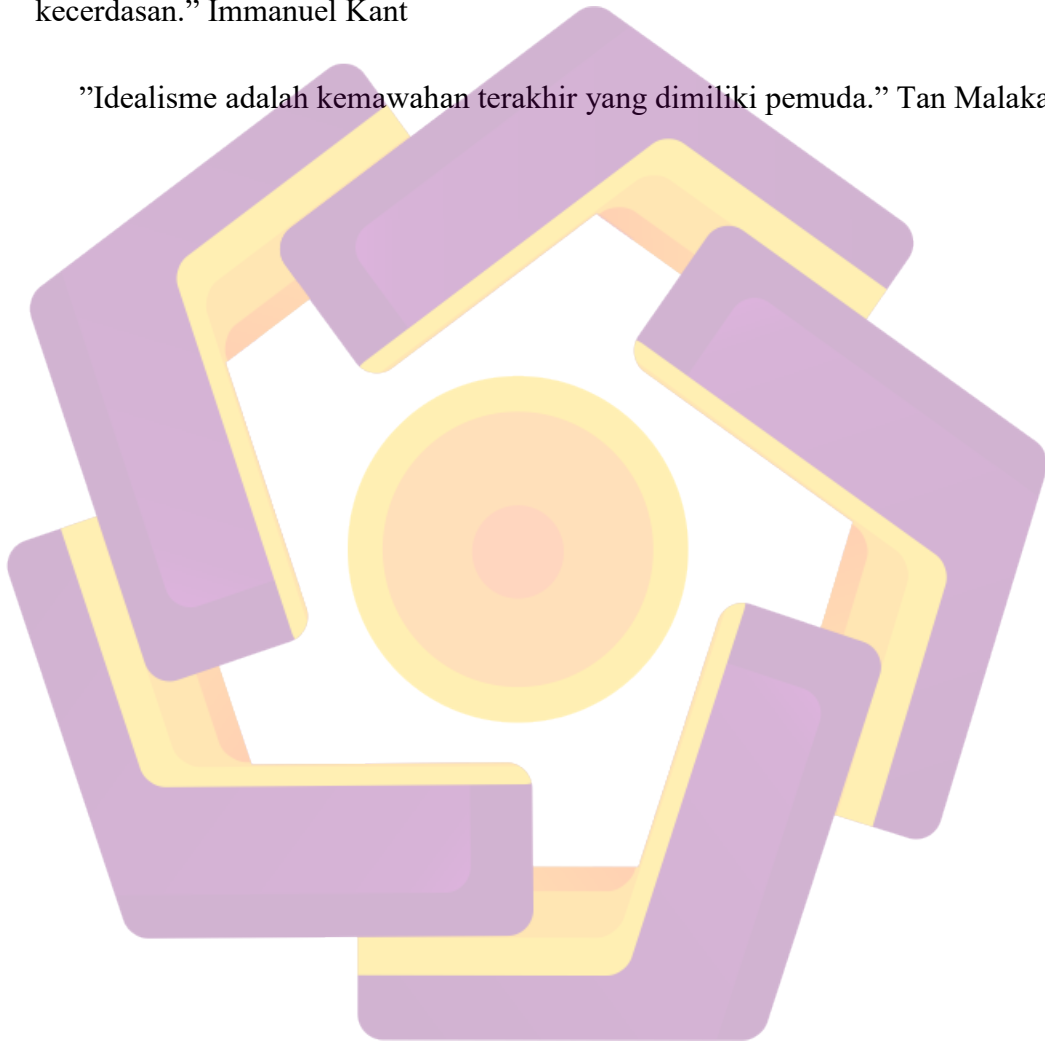 kecerdasan.” Immanuel Kant
”Idealisme adalah kemawahan terakhir yang dimiliki pemuda.” Tan Malaka